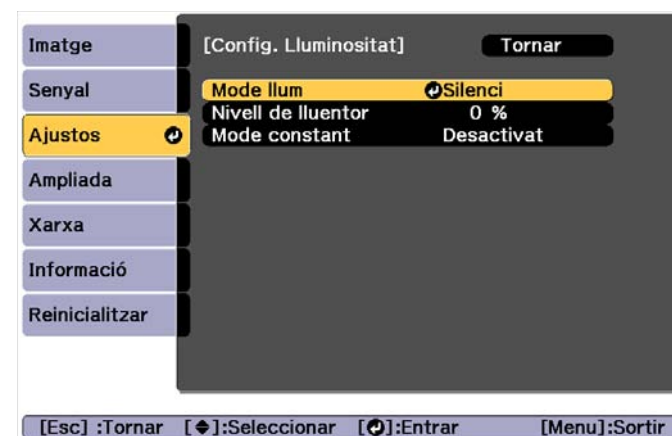 Imatge
Senyal
Ajustos
Ampliada
Xarxa
Informació
Reinicialitzar
[Config. Lluminositat] Tornar
Mode llum Silenci
Nivell de lluentor 0 %
Mode constant Desactivat
[Esc] :Tornar []:Seleccionar []:Entrar [Menu]:Sortir